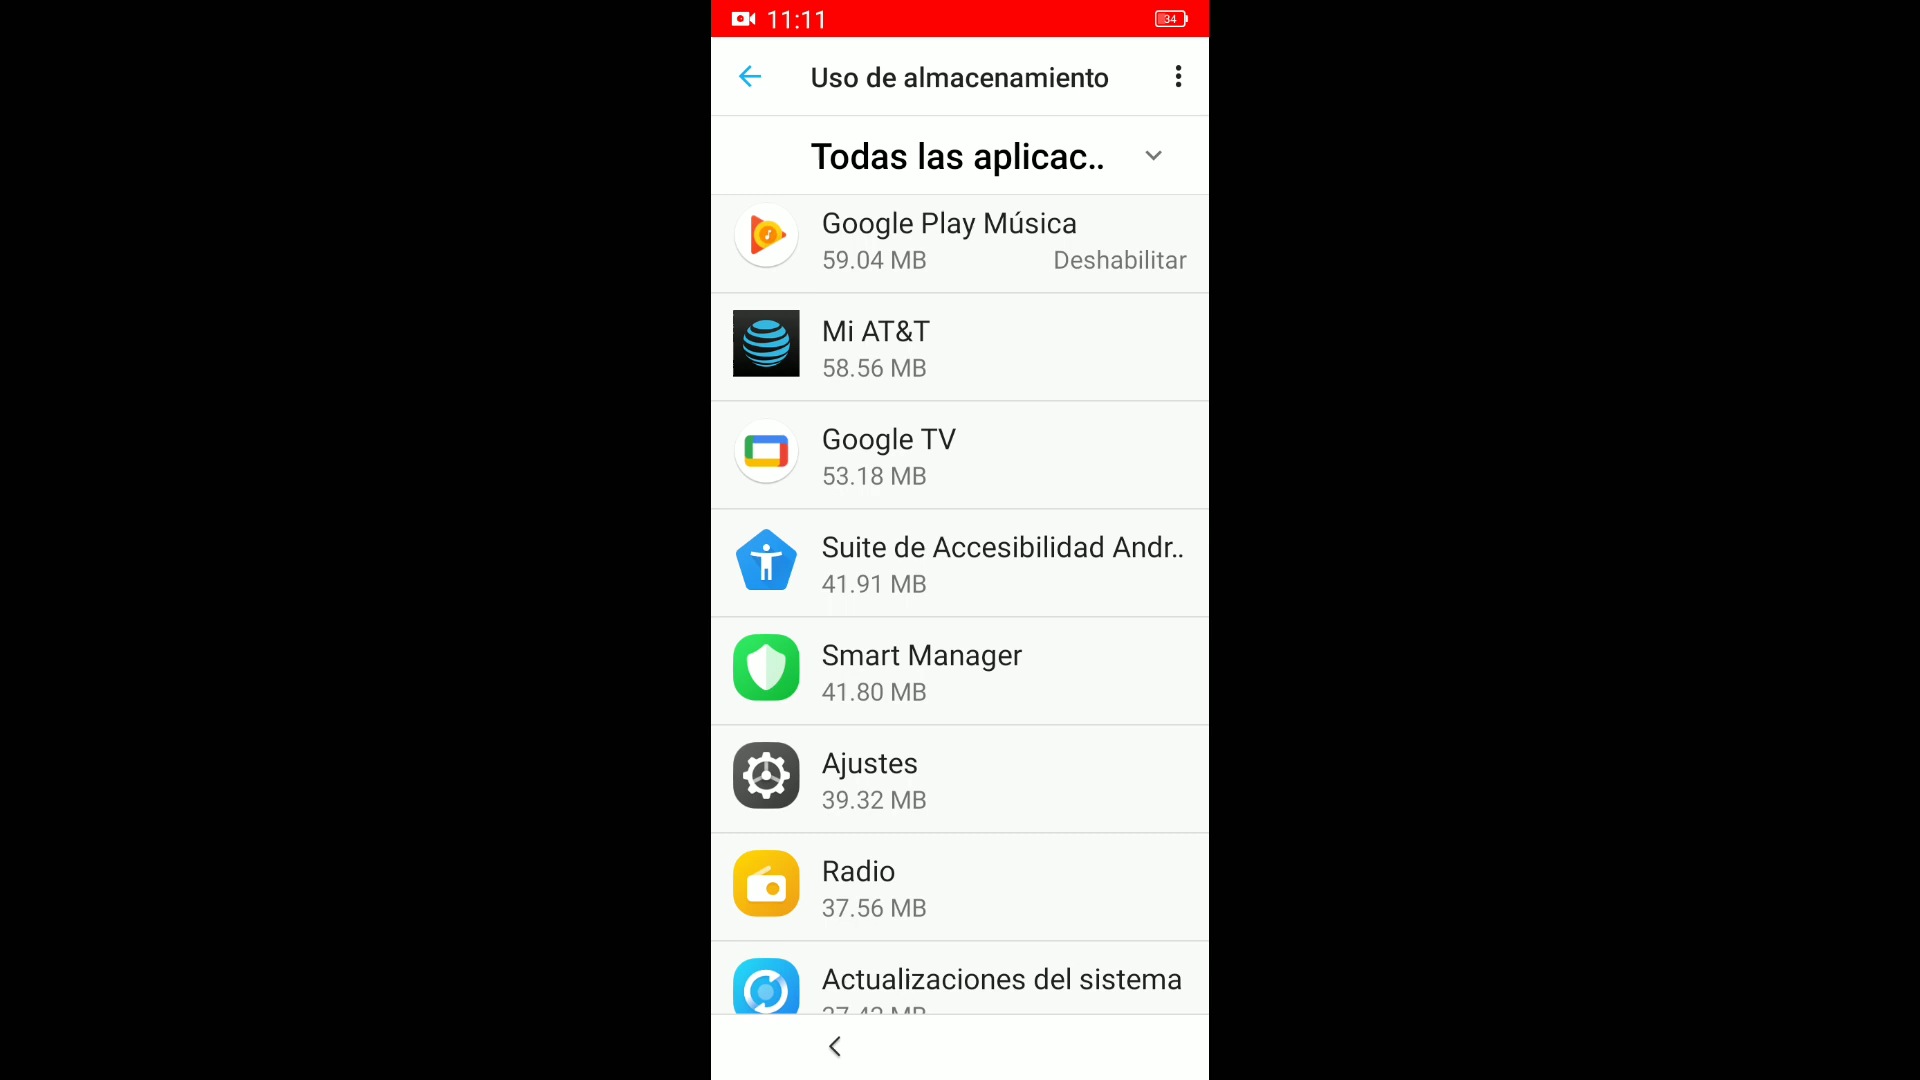 11:11
34
Uso de almacenamiento
Todas las aplicac..
Google Play Música
59.04 MB
Deshabilitar
Mi AT&T
58.56 MB
Google TV
53.18 MB
Suite de Accesibilidad Andr..
41.91 MB
Smart Manager
41.80 MB
Ajustes
39.32 MB
Radio
37.56 MB
Actualizaciones del sistema